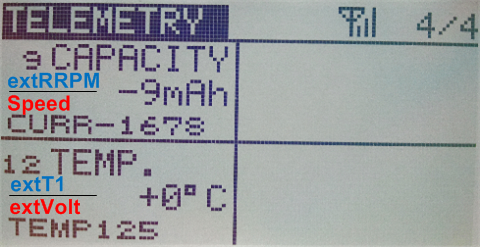 TELEMETRY 4/4
9 CAPACITY
extRRPM
-9mAh
Speed
CURR-1678
12 TEMP.
extT1
+0°C
extVolt
TEMP125